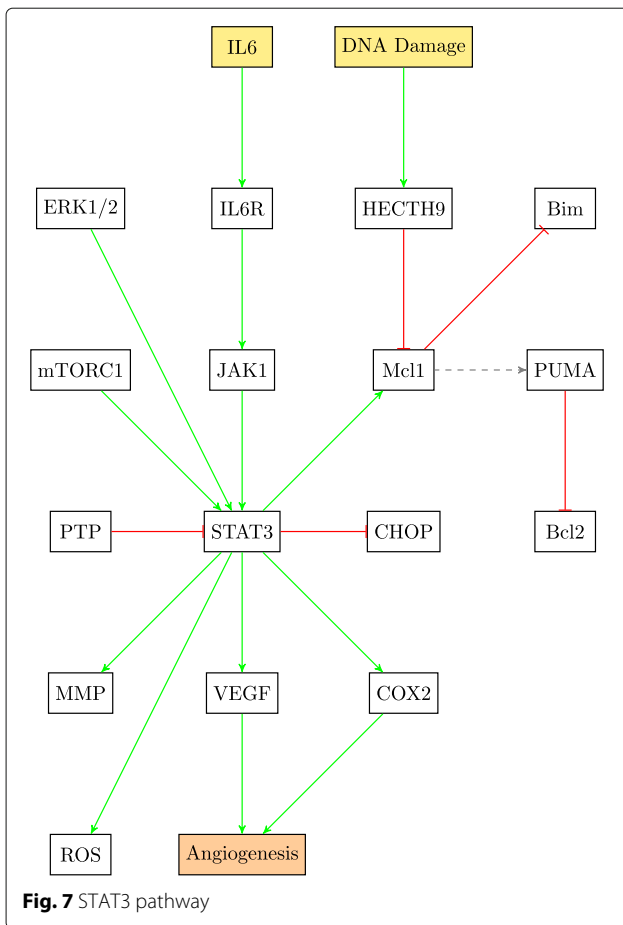 IL6
DNA Damage
ERK1/2
IL6R
HECTH9
Bim
mTORC1
JAK1
Mcl1
PUMA
PTP
STAT3
CHOP
Bcl2
MMP
VEGF
COX2
ROS
Angiogenesis
Fig. 7 STAT3 pathway